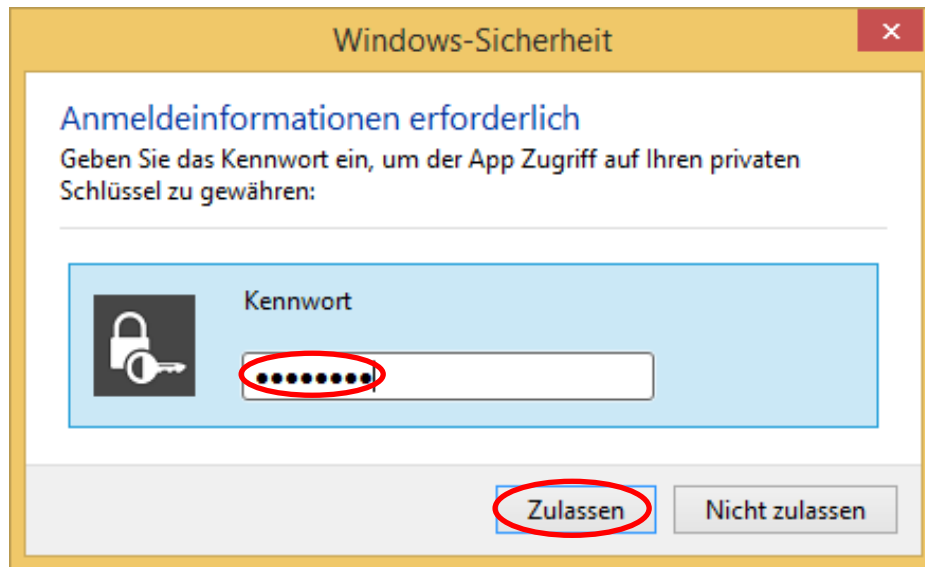 Windows-Sicherheit
Anmeldeinformationen erforderlich
Geben Sie das Kennwort ein, um der App Zugriff auf Ihren privaten
Schlüssel zu gewähren:
Kennwort
●●●●●●●●
Zulassen
Nicht zulassen